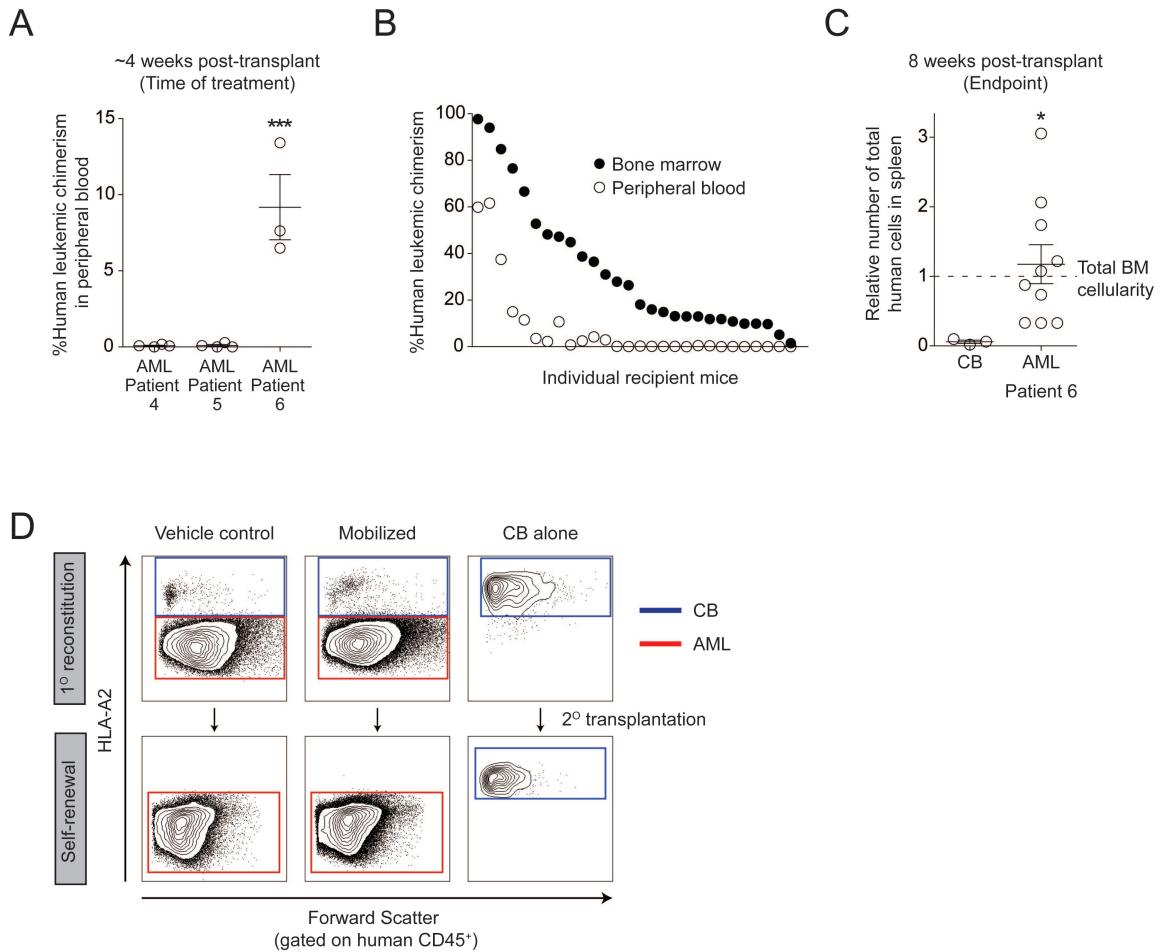 A
~4 weeks post-transplant
(Time of treatment)
***
%Human leukemic chimerism
in peripheral blood
15
10
5
0
AML
Patient
4
AML
Patient
5
AML
Patient
6
B
%Human leukemic chimerism
100
80
60
40
20
0
Bone marrow
Peripheral blood
Individual recipient mice
C
8 weeks post-transplant
(Endpoint)
*
Relative number of total
human cells in spleen
3
2
1
0
Total BM
cellularity
CB
AML
Patient 6
D
Vehicle control
Mobilized
CB alone
1º reconstitution
CB
AML
HLA-A2
2º transplantation
Self-renewal
Forward Scatter
(gated on human CD45⁺)